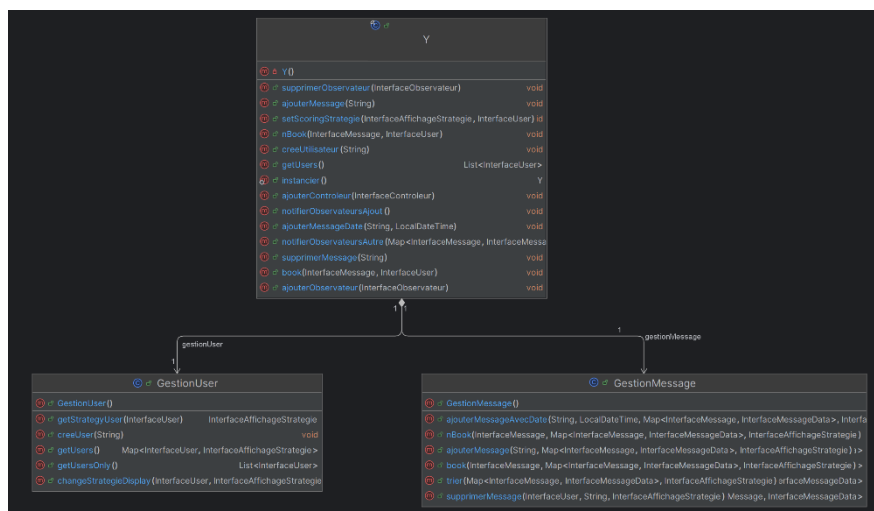 Y
Y()
supprimerObservateur(InterfaceObservateur) void
ajouterMessage(String) void
setScoringStrategie(InterfaceAffichageStrategie, InterfaceUser) id
nBook(InterfaceMessage, InterfaceUser) void
creeUtilisateur(String) void
getUsers() List<InterfaceUser>
instancier() Y
ajouterControleur(InterfaceControleur) void
notifierObservateursAjout() void
ajouterMessageDate(String, LocalDateTime) void
notifierObservateursAutre(Map<InterfaceMessage, InterfaceMessa
supprimerMessage(String) void
book(InterfaceMessage, InterfaceUser) void
ajouterObservateur(InterfaceObservateur) void
1 1
gestionUser
1
1
gestionMessage
GestionUser
GestionUser()
getStrategyUser(InterfaceUser) InterfaceAffichageStrategie
creeUser(String) void
getUsers() Map<InterfaceUser, InterfaceAffichageStrategie>
getUsersOnly() List<InterfaceUser>
changeStrategieDisplay(InterfaceUser, InterfaceAffichageStrategie
GestionMessage
GestionMessage()
ajouterMessageAvecDate(String, LocalDateTime, Map<InterfaceMessage, InterfaceMessageData>, Interfa
nBook(InterfaceMessage, Map<InterfaceMessage, InterfaceMessageData>, InterfaceAffichageStrategie)
ajouterMessage(String, Map<InterfaceMessage, InterfaceMessageData>, InterfaceAffichageStrategie)
book(InterfaceMessage, Map<InterfaceMessage, InterfaceMessageData>, InterfaceAffichageStrategie) >
trier(Map<InterfaceMessage, InterfaceMessageData>, InterfaceAffichageStrategie) erfaceMessageData>
supprimerMessage(InterfaceUser, String, InterfaceAffichageStrategie) Message, InterfaceMessageData>